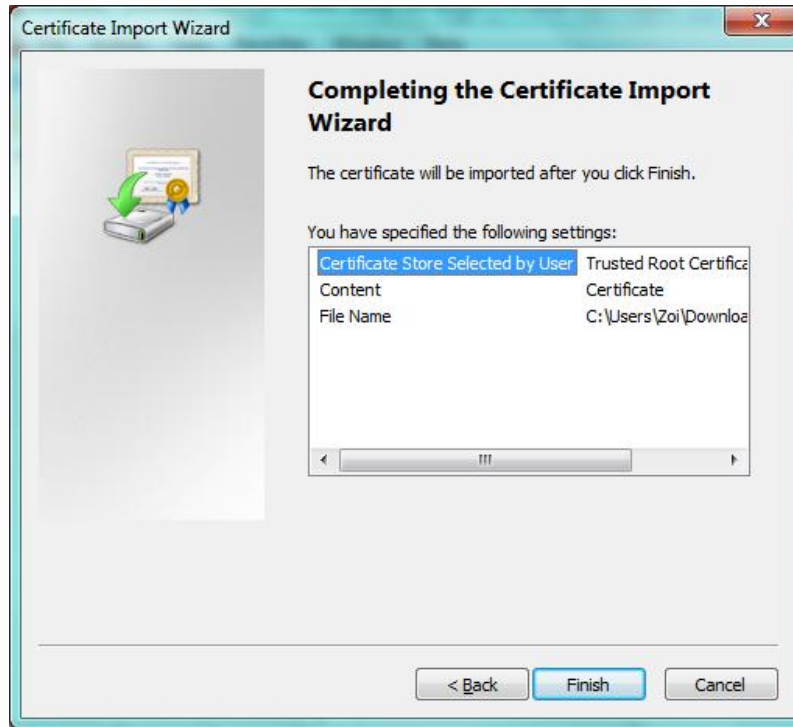 Certificate Import Wizard
Completing the Certificate Import
Wizard
The certificate will be imported after you click Finish.
You have specified the following settings:
Certificate Store Selected by User Trusted Root Certifica
Content Certificate
File Name C:\Users\Zoi\Downloa
< Back Finish Cancel